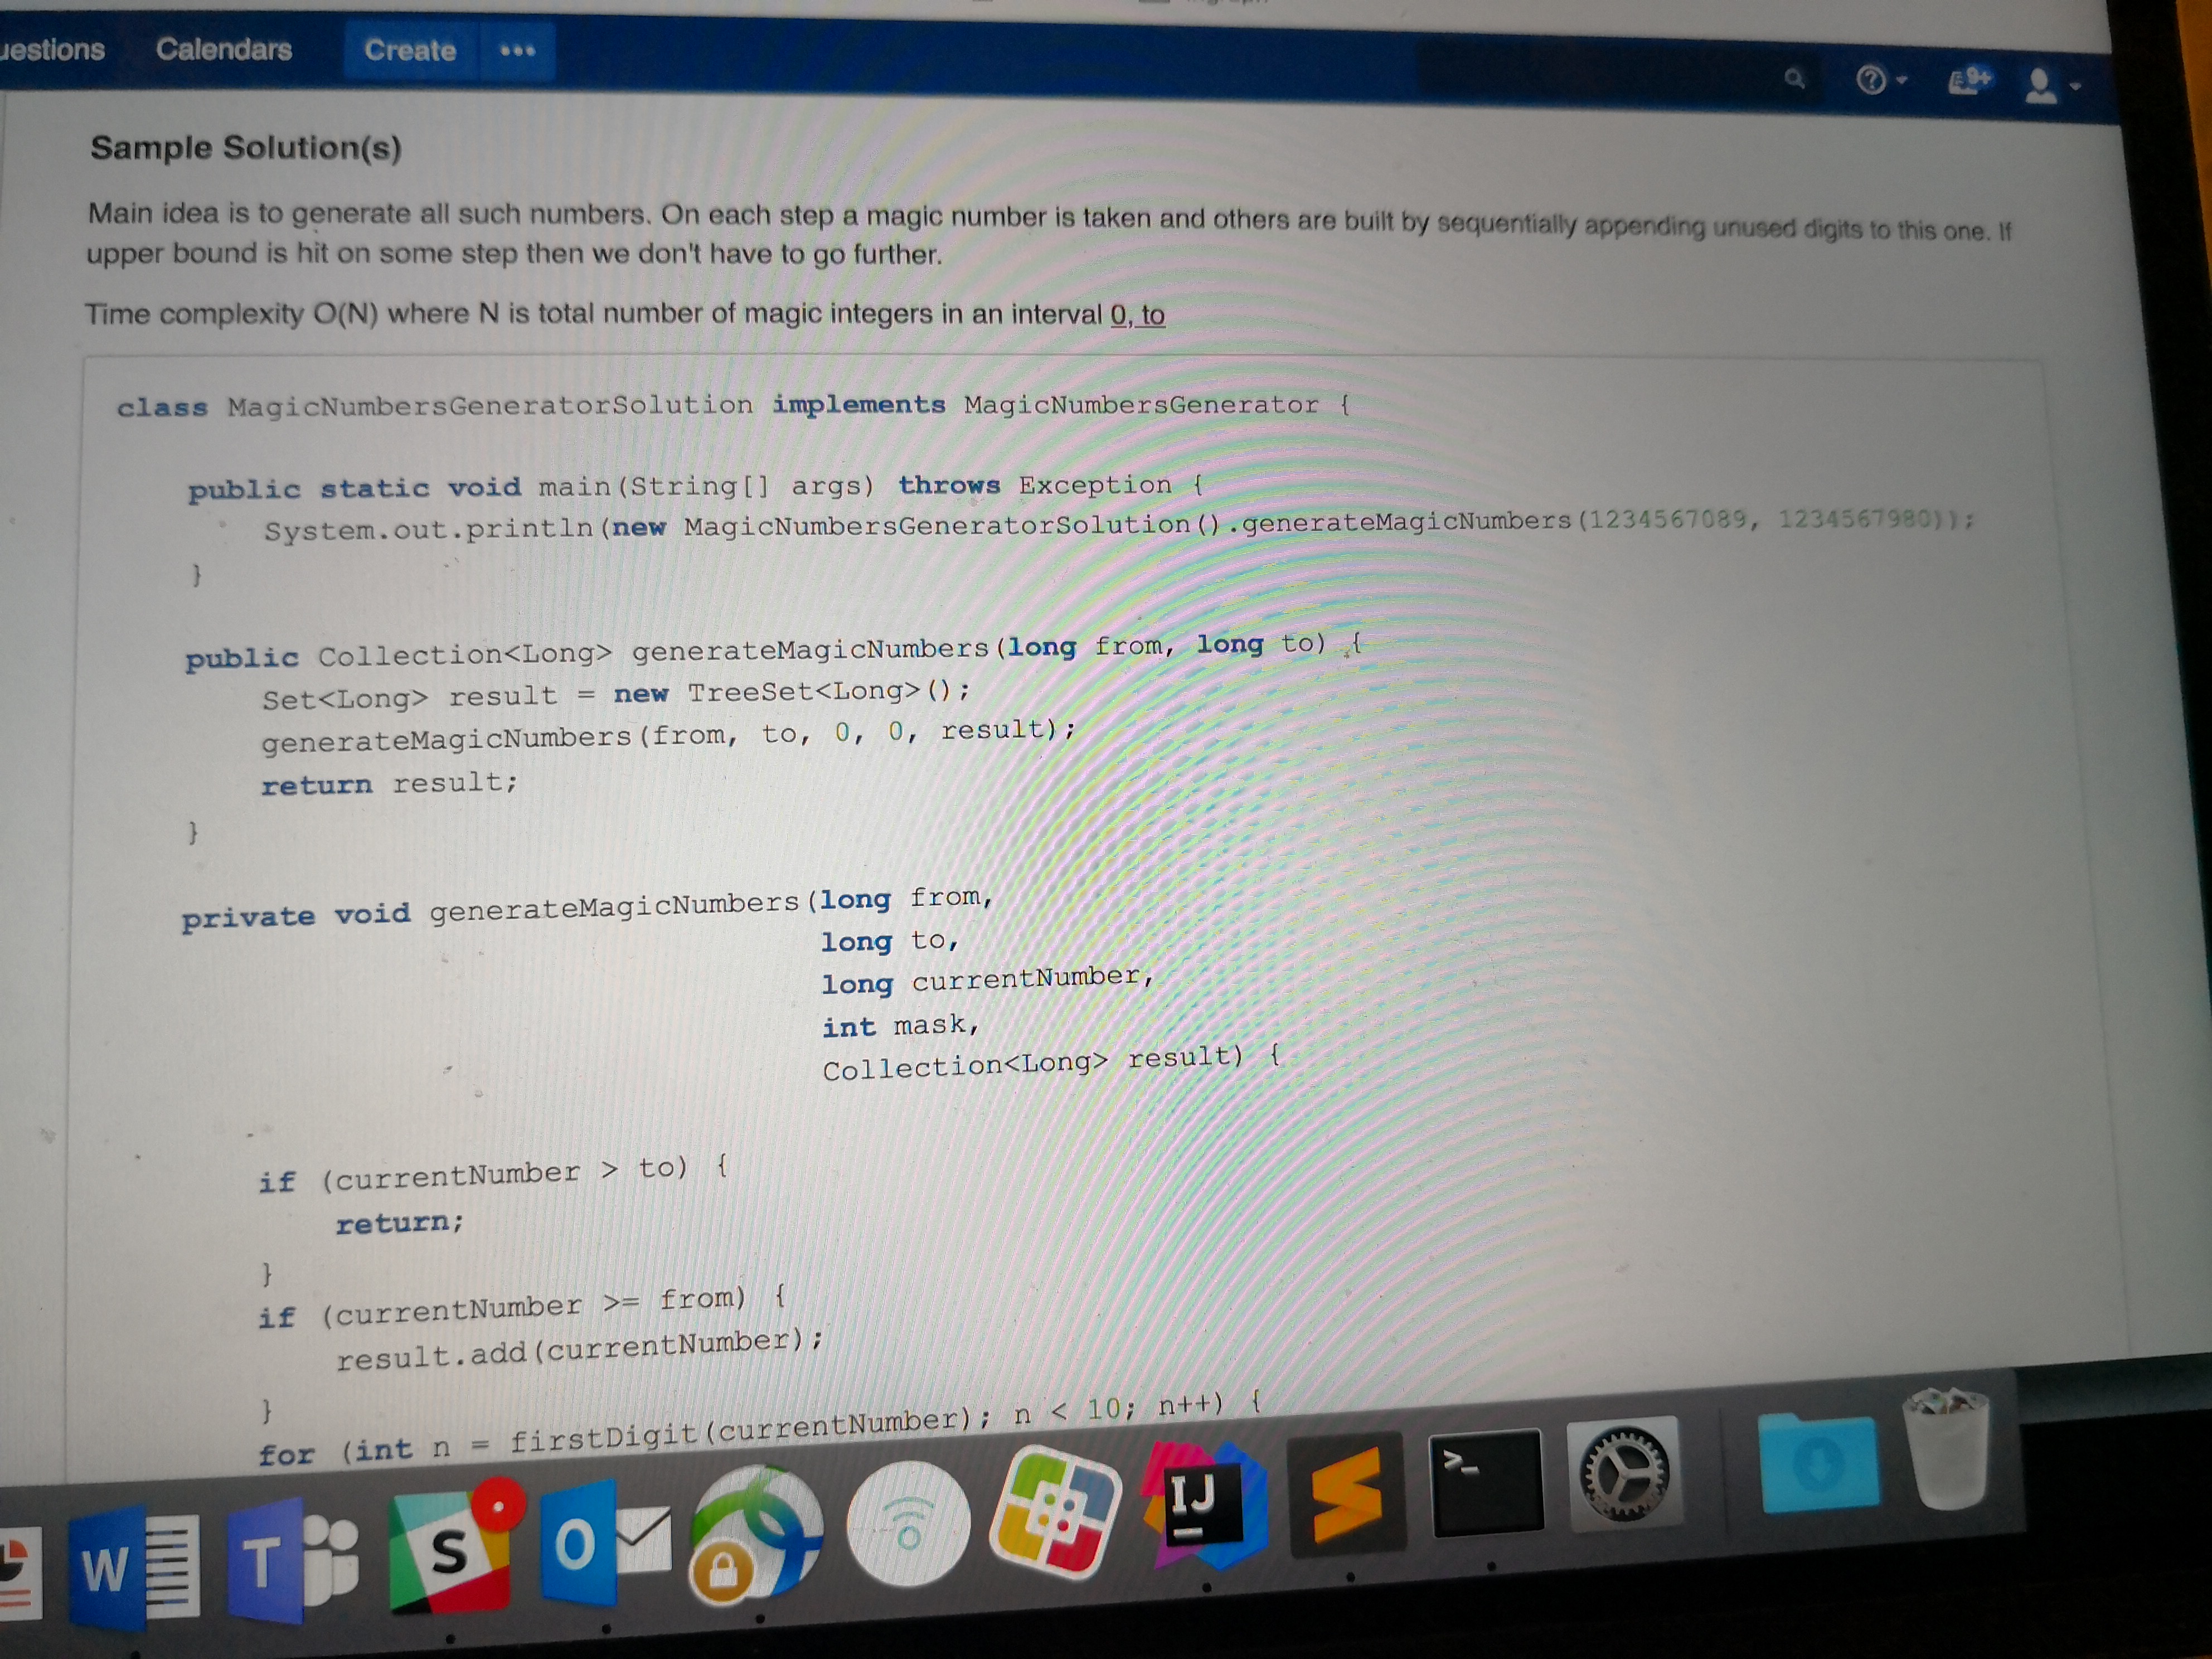 Calendars Create •••
9+
Sample Solution(s)
Main idea is to generate all such numbers. On each step a magic number is taken and others are built by sequentially appending unused digits to this one. If
upper bound is hit on some step then we don't have to go further.
Time complexity O(N) where N is total number of magic integers in an interval 0, to
class MagicNumbersGeneratorSolution implements MagicNumbersGenerator {
public static void main(String[] args) throws Exception {
System.out.println(new MagicNumbersGeneratorSolution().generateMagicNumbers(1234567089, 1234567980));
}
public Collection<Long> generateMagicNumbers(long from, long to) {
Set<Long> result = new TreeSet<Long>();
generateMagicNumbers(from, to, 0, 0, result);
return result;
}
private void generateMagicNumbers(long from,
long to,
long currentNumber,
int mask,
Collection<Long> result) {
if (currentNumber > to) {
return;
}
if (currentNumber >= from) {
result.add(currentNumber);
}
for (int n = firstDigit(currentNumber); n < 10; n++) {
W T S O IJ >_